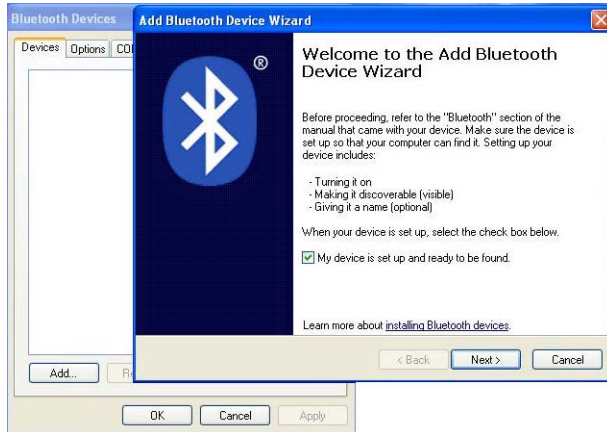 Bluetooth Devices
Devices
Options
Add...
OK
Cancel
Apply
Add Bluetooth Device Wizard
®
Welcome to the Add Bluetooth
Device Wizard
Before proceeding, refer to the "Bluetooth" section of the
manual that came with your device. Make sure the device is
set up so that your computer can find it. Setting up your
device includes:
- Turning it on
- Making it discoverable (visible)
- Giving it a name (optional)
When your device is set up, select the check box below.
My device is set up and ready to be found.
Learn more about installing Bluetooth devices.
< Back
Next >
Cancel